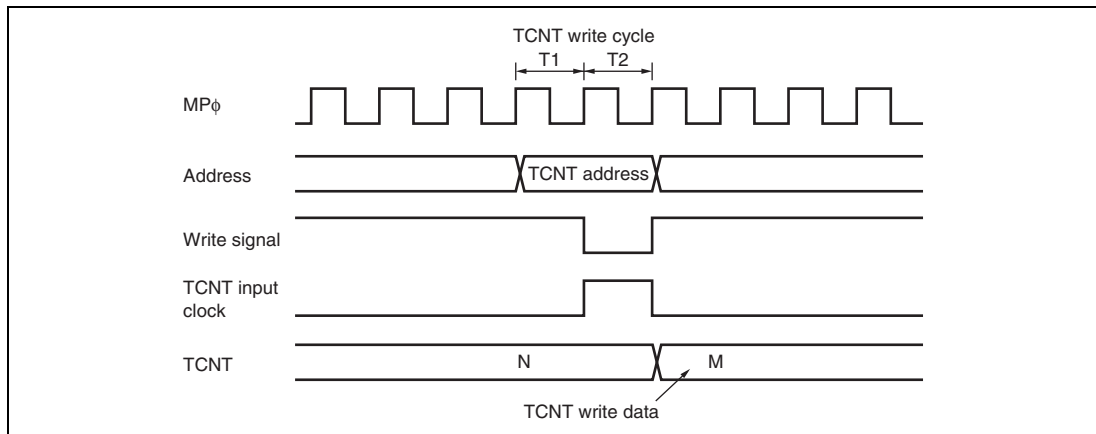 TCNT write cycle
T1 T2
MPϕ
Address
TCNT address
Write signal
TCNT input
clock
TCNT
N
M
TCNT write data